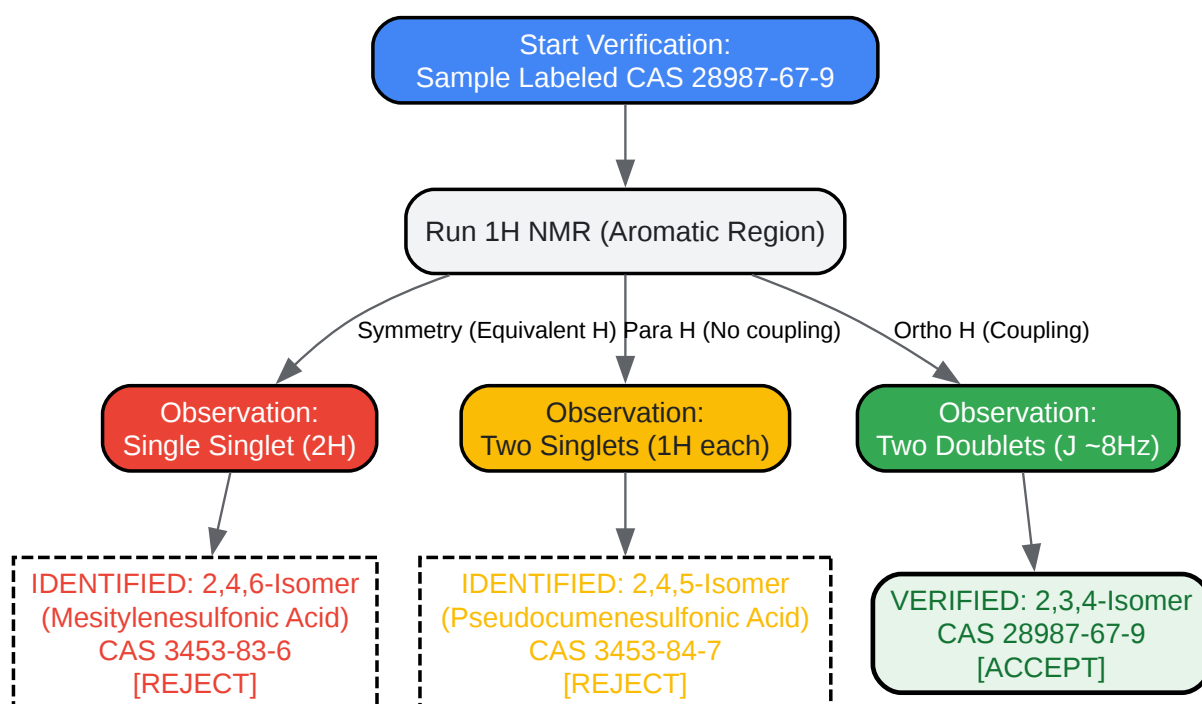 Start Verification:
Sample Labeled CAS 28987-67-9
Run 1H NMR (Aromatic Region)
Symmetry (Equivalent H)
Para H (No coupling)
Ortho H (Coupling)
Observation:
Single Singlet (2H)
Observation:
Two Singlets (1H each)
Observation:
Two Doublets (J ~8Hz)
IDENTIFIED: 2,4,6-Isomer
(Mesitylenesulfonic Acid)
CAS 3453-83-6
[REJECT]
IDENTIFIED: 2,4,5-Isomer
(Pseudocumenesulfonic Acid)
CAS 3453-84-7
[REJECT]
VERIFIED: 2,3,4-Isomer
CAS 28987-67-9
[ACCEPT]